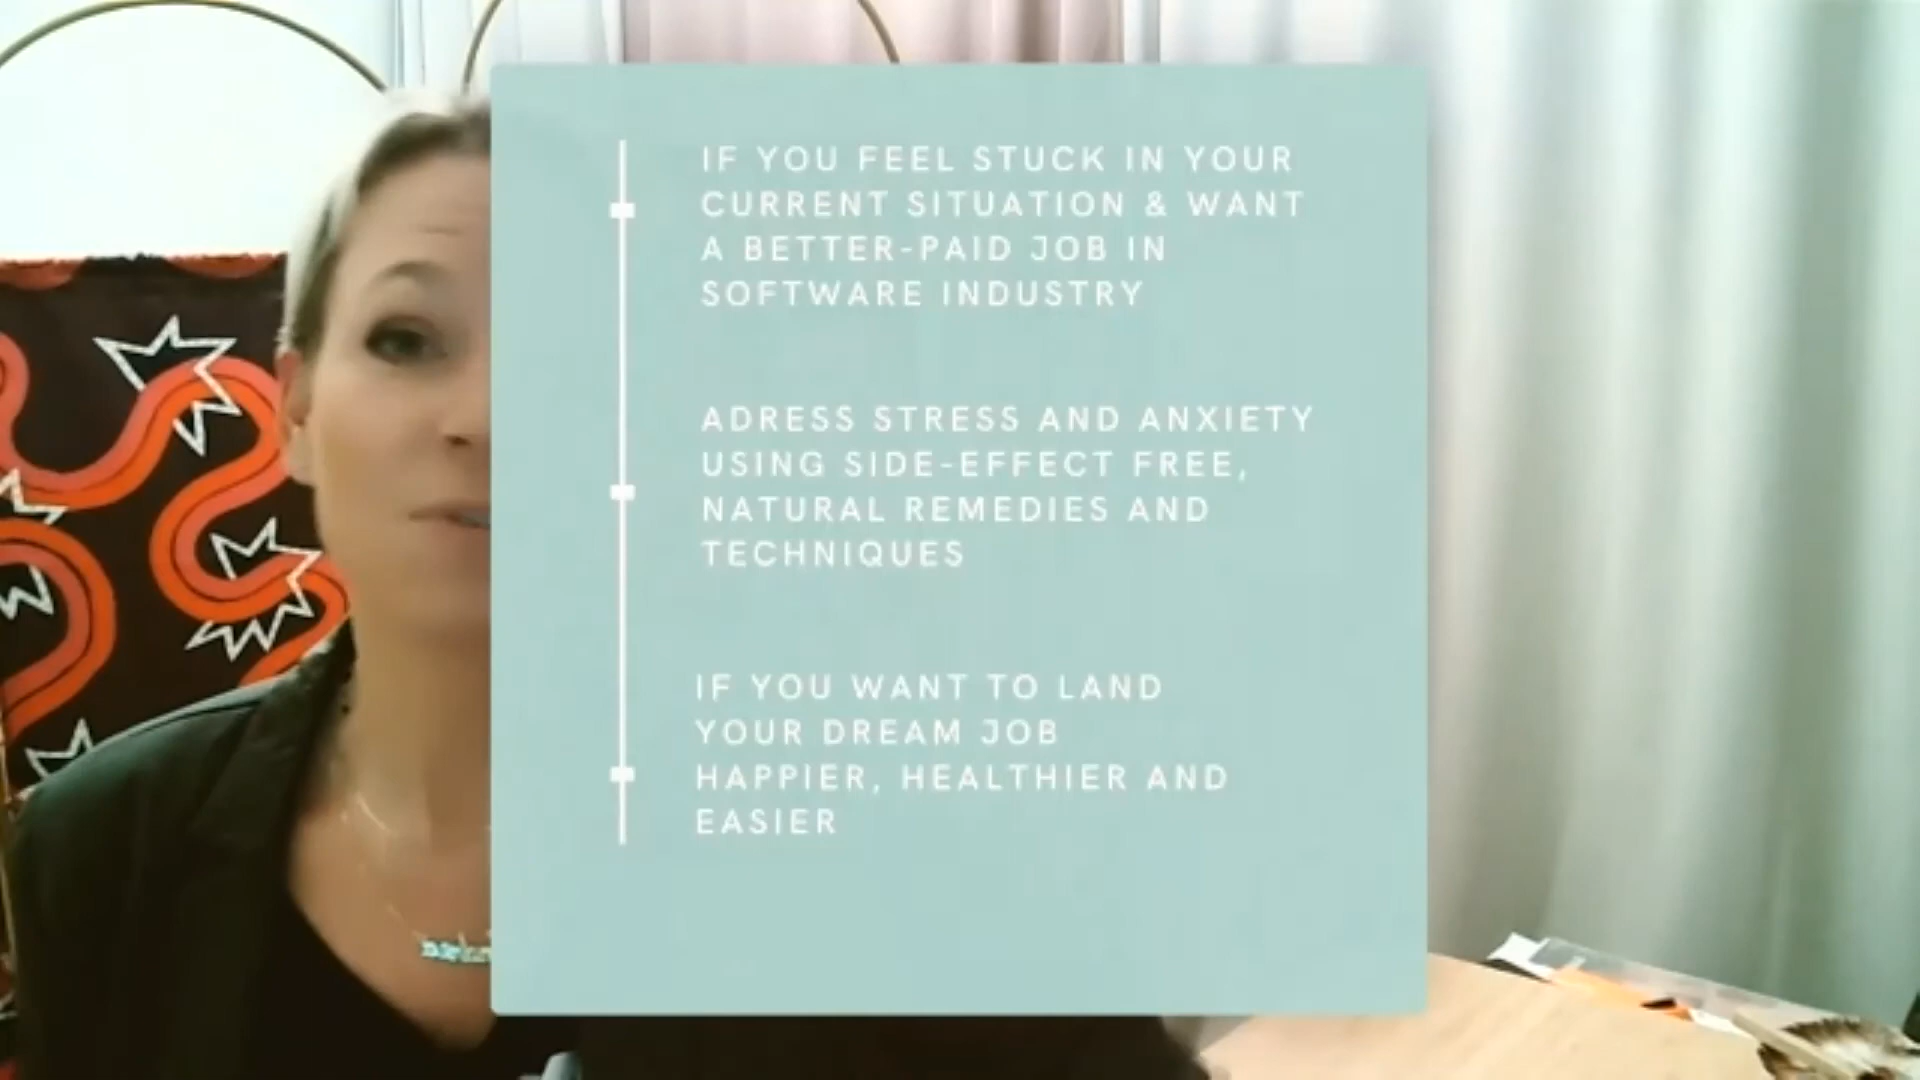 IF YOU FEEL STUCK IN YOUR
CURRENT SITUATION & WANT
A BETTER-PAID JOB IN
SOFTWARE INDUSTRY
ADRESS STRESS AND ANXIETY
USING SIDE-EFFECT FREE,
NATURAL REMEDIES AND
TECHNIQUES
IF YOU WANT TO LAND
YOUR DREAM JOB
HAPPIER, HEALTHIER AND
EASIER